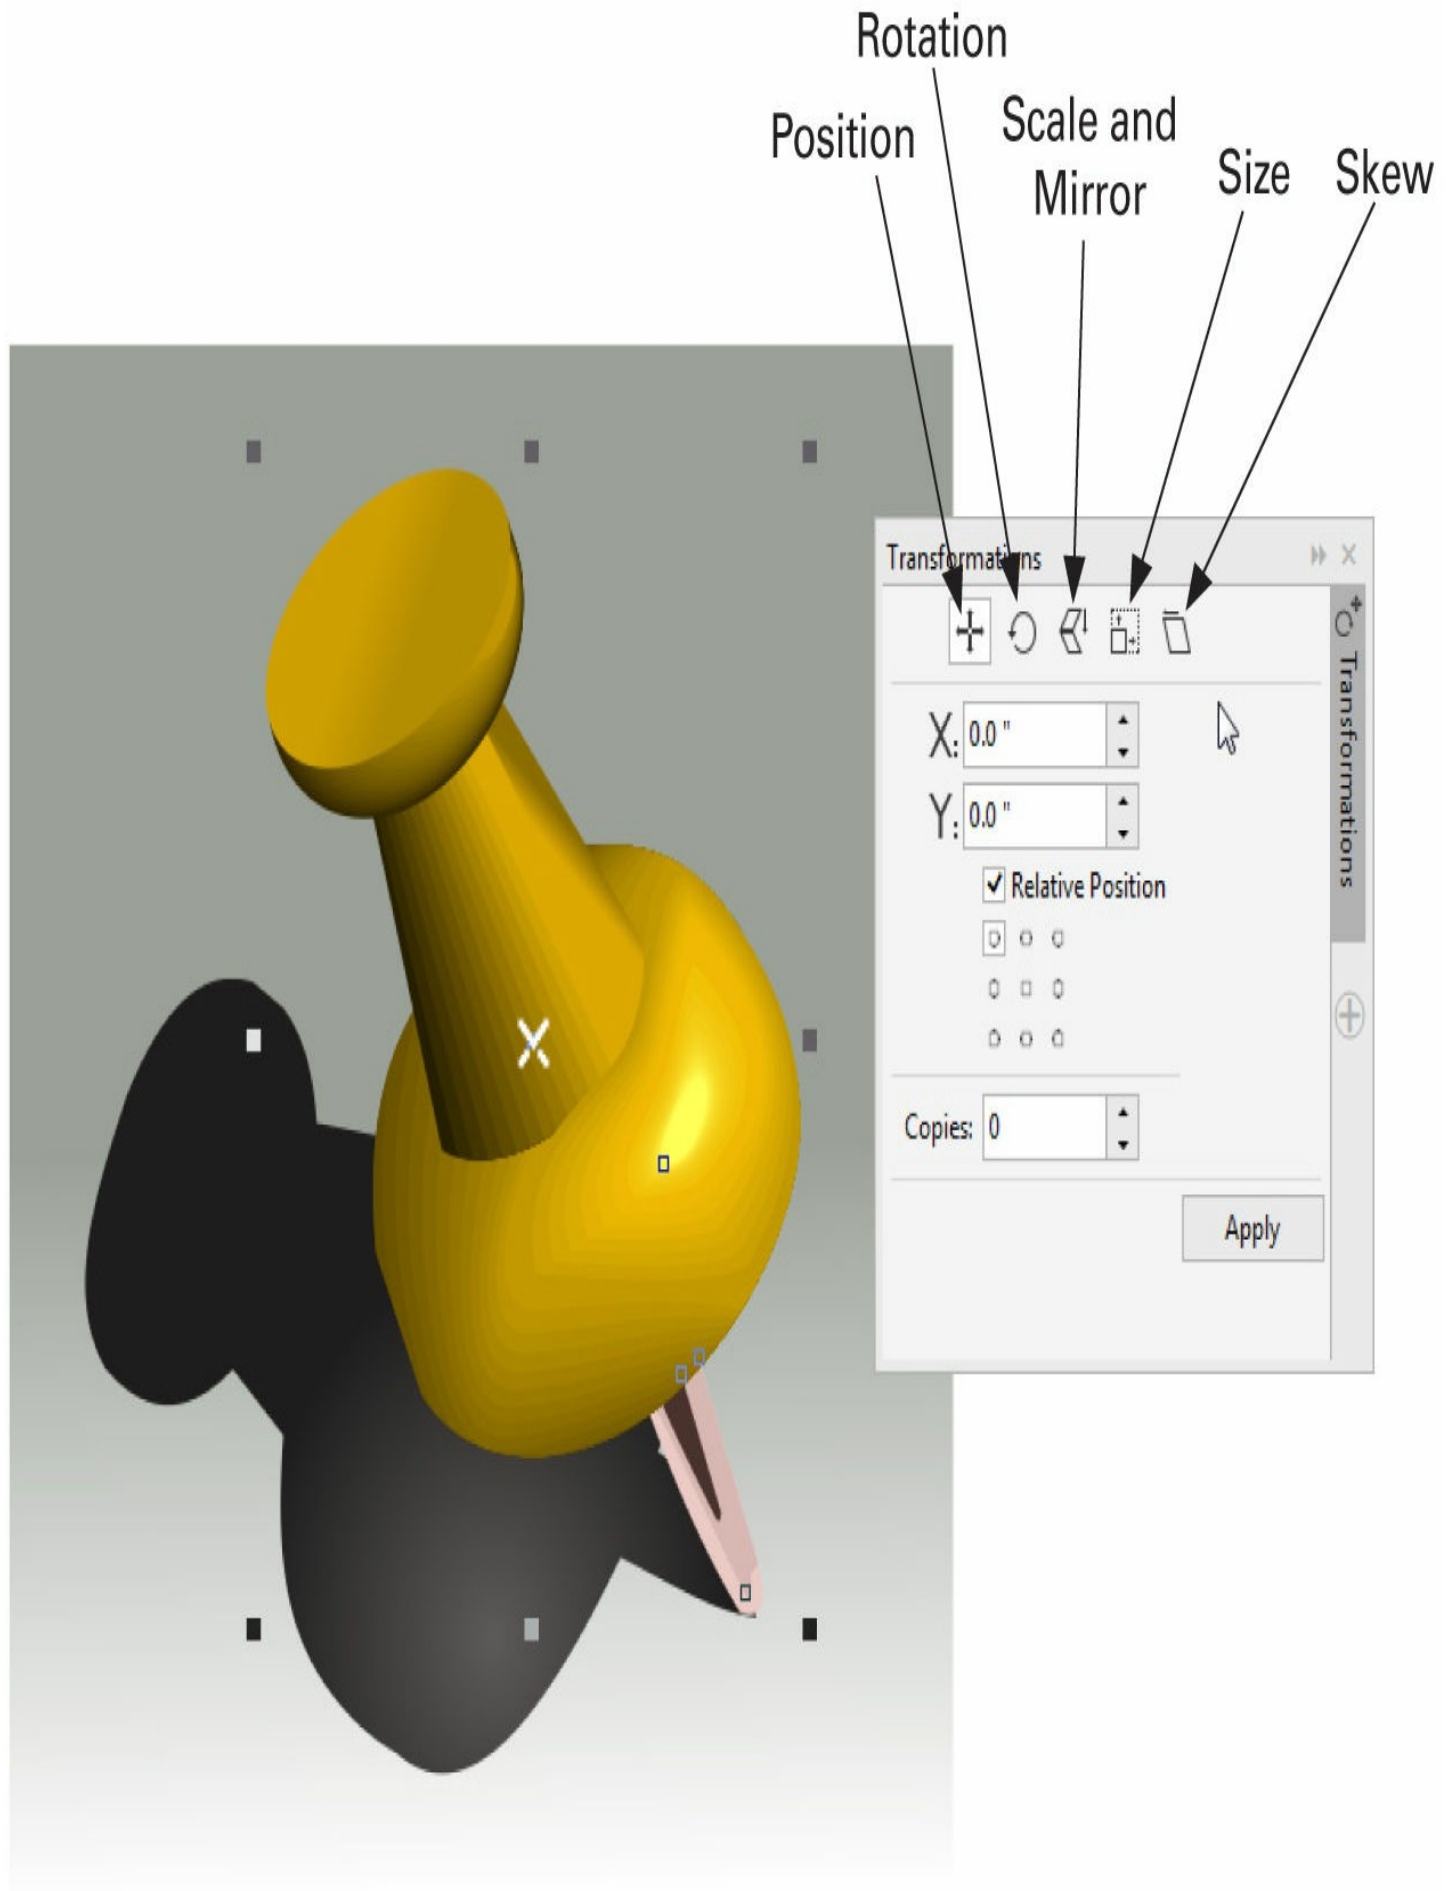 Rotation
Position
Scale and
Mirror
Size
Skew
Transformations
X: 0.0 "
Y: 0.0 "
Relative Position
Copies: 0
Apply
Transformations